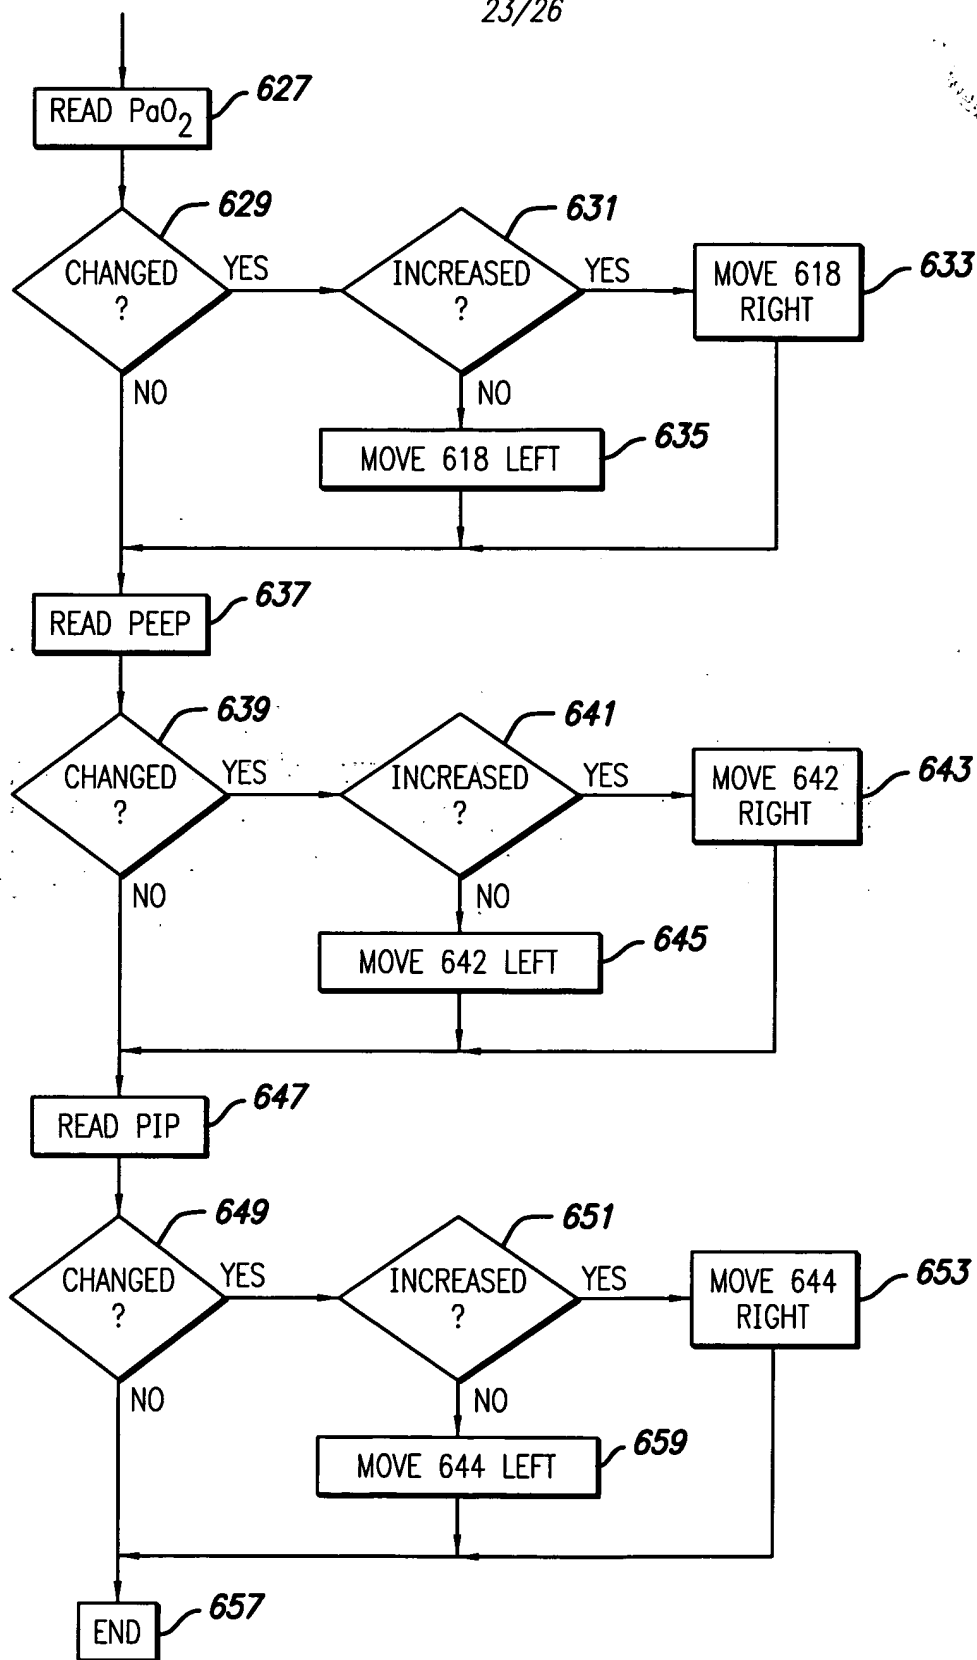 23/26
READ PaO2
627
629
CHANGED
?
YES
NO
631
INCREASED
?
YES
NO
MOVE 618
RIGHT
633
MOVE 618 LEFT
635
READ PEEP
637
639
CHANGED
?
YES
NO
641
INCREASED
?
YES
NO
MOVE 642
RIGHT
643
MOVE 642 LEFT
645
READ PIP
647
649
CHANGED
?
YES
NO
651
INCREASED
?
YES
NO
MOVE 644
RIGHT
653
MOVE 644 LEFT
659
END
657